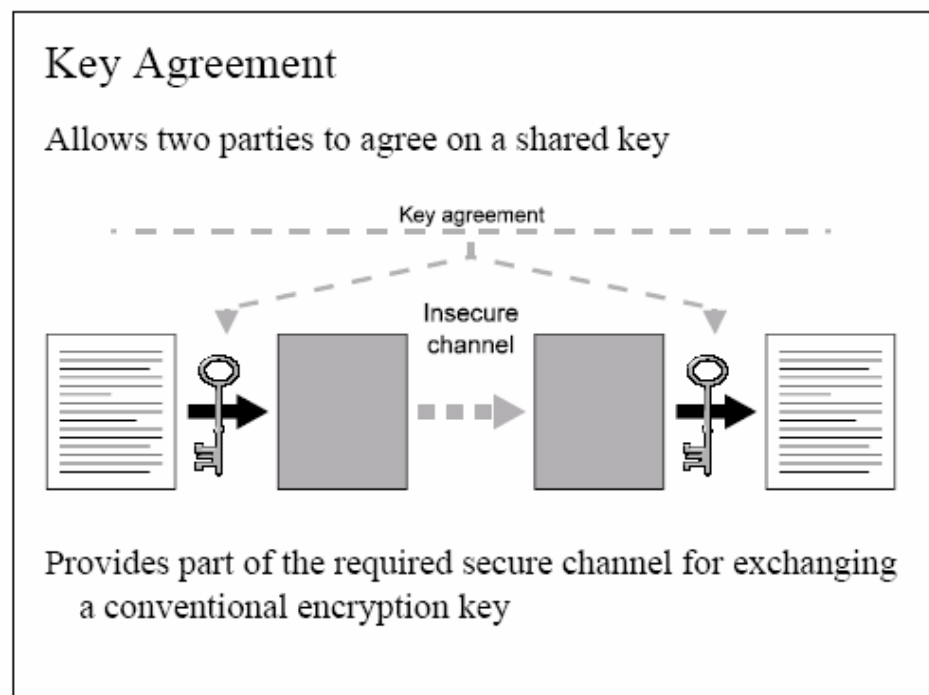 Key Agreement
Allows two parties to agree on a shared key
Key agreement
Insecure
channel
Provides part of the required secure channel for exchanging
a conventional encryption key